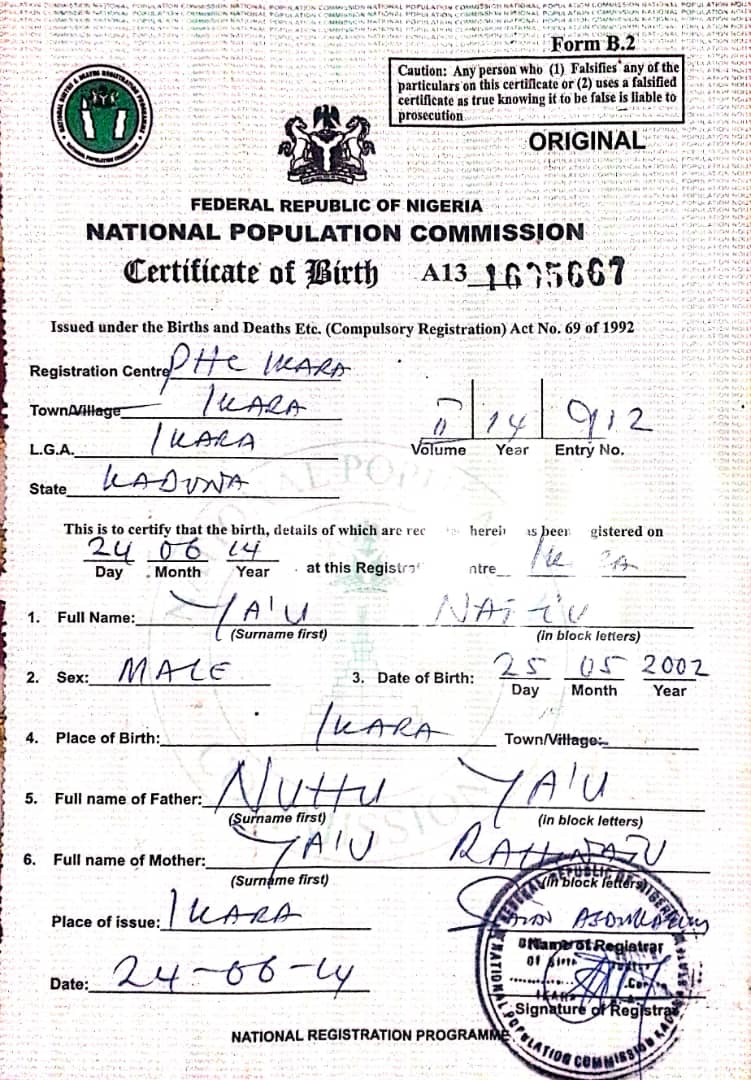 Form B.2
Caution: Any person who (1) Falsifies any of the
particulars on this certificate or (2) uses a falsified
certificate as true knowing it to be false is liable to
prosecution
ORIGINAL
FEDERAL REPUBLIC OF NIGERIA
NATIONAL POPULATION COMMISSION
Certificate of Birth A13
Issued under the Births and Deaths Etc. (Compulsory Registration) Act No. 69 of 1992
Registration Centre PHC IKARA
Town/Village IKARA
L.G.A. IKARA
II 14 912
Volume Year Entry No.
State KADUNA
This is to certify that the birth, details of which are rec herein as been gistered on
24 06 14
Day Month Year at this Registr ntre
1. Full Name: YA'U
(Surname first) (in block letters)
2. Sex: MALE 3. Date of Birth: 25 05 2002
Day Month Year
4. Place of Birth: IKARA Town/Village:
5. Full name of Father: NUHU YA'U
(Surname first) (in block letters)
6. Full name of Mother: YA'U RAHINATU
(Surname first) (in block letters)
Place of issue: IKARA
Name of Registrar
Date: 24-06-14
Signature of Registrar
NATIONAL REGISTRATION PROGRAMME